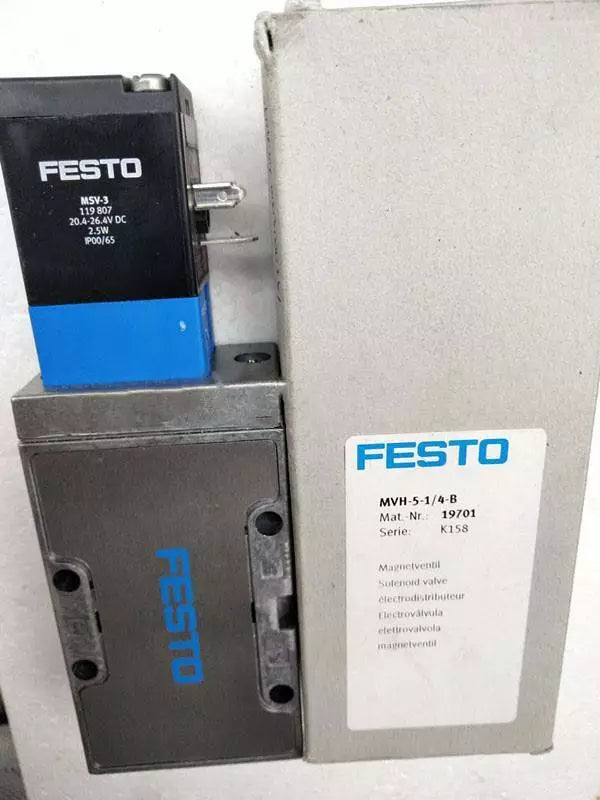 FESTO
MSV-3
119 807
20.4-26.4V DC
2.5W
IP00/65
FESTO
FESTO
MVH-5-1/4-B
Mat.-Nr.: 19701
Serie: K158
Magnetventil
Solenoid valve
électrodistributeur
Electroválvula
elettrovalvola
magnetventil